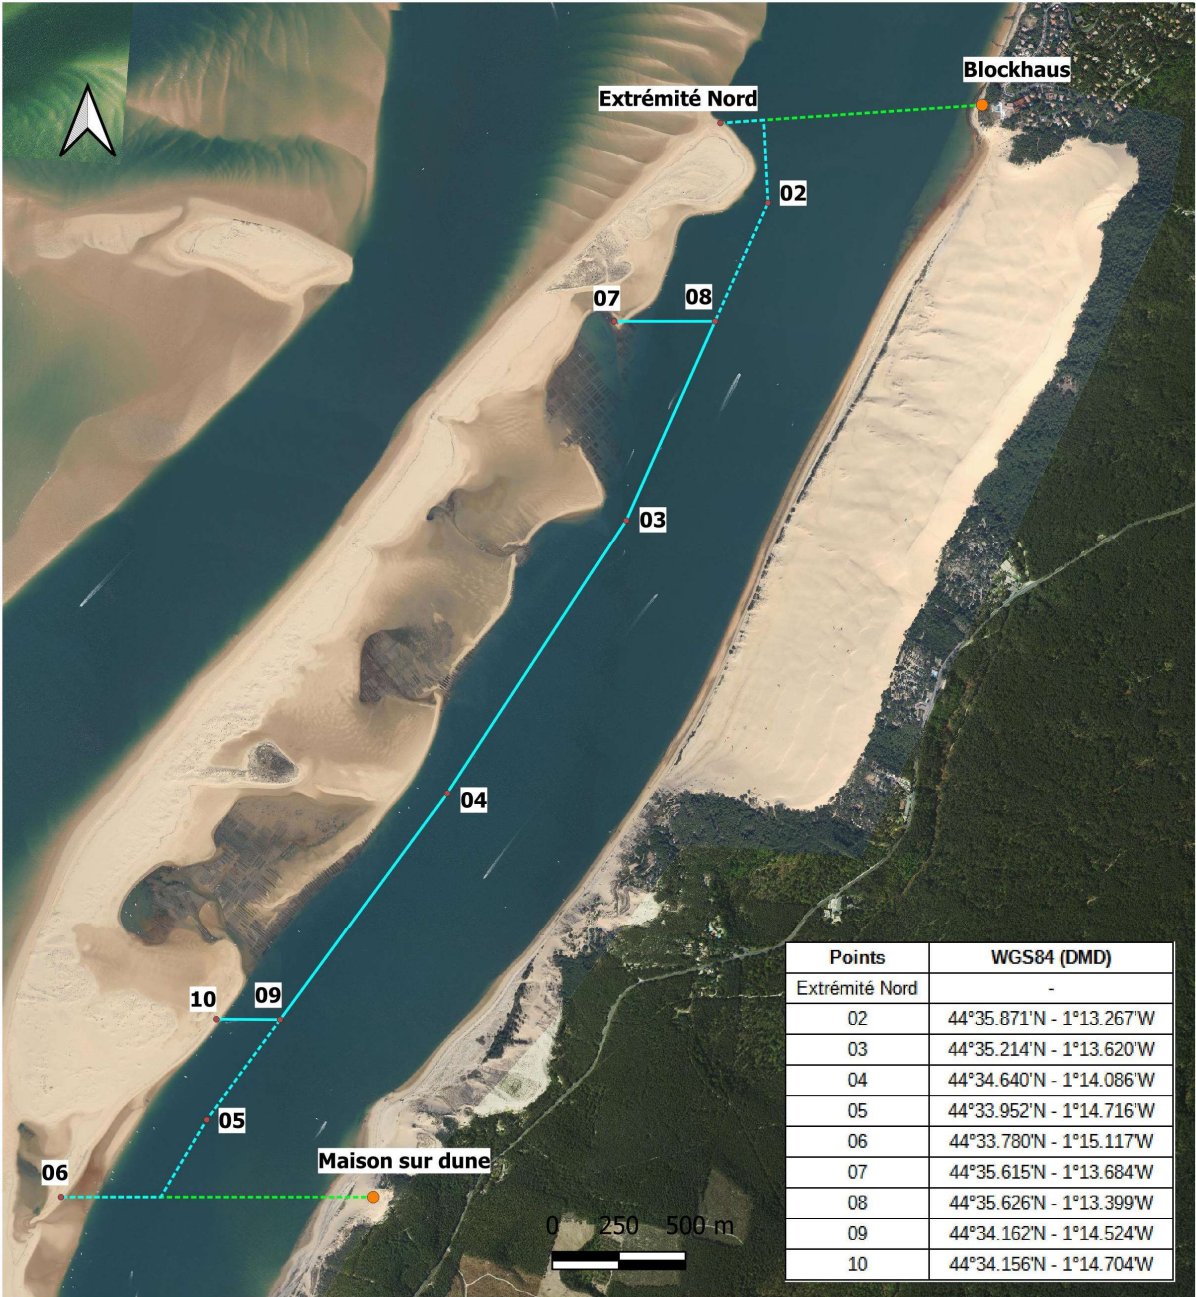 Blockhaus
Extrémité Nord
02
07
08
03
04
10
09
05
06
Maison sur dune
0 250 500 m
Points WGS84 (DMD)
Extrémité Nord -
02 44°35.871'N - 1°13.267'W
03 44°35.214'N - 1°13.620'W
04 44°34.640'N - 1°14.086'W
05 44°33.952'N - 1°14.716'W
06 44°33.780'N - 1°15.117'W
07 44°35.615'N - 1°13.684'W
08 44°35.626'N - 1°13.399'W
09 44°34.162'N - 1°14.524'W
10 44°34.156'N - 1°14.704'W